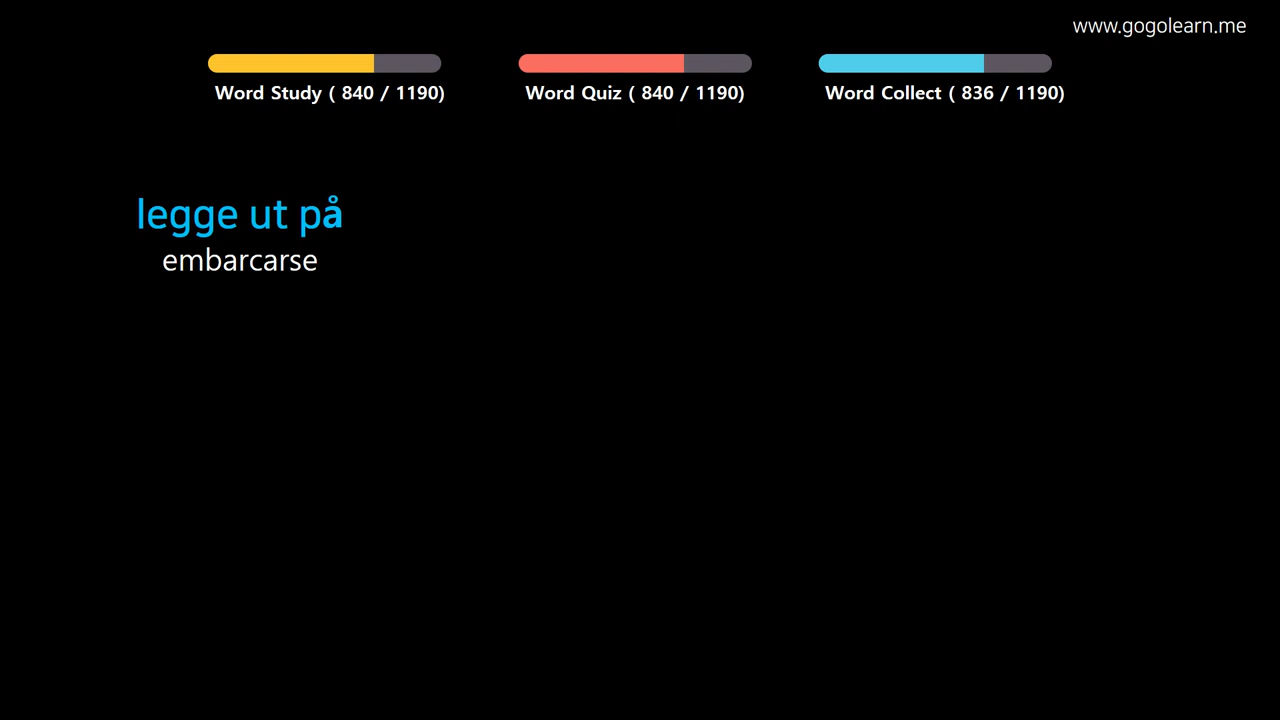 www.gogolearn.me
Word Study ( 840 / 1190)
Word Quiz ( 840 / 1190)
Word Collect ( 836 / 1190)
legge ut på
embarcarse